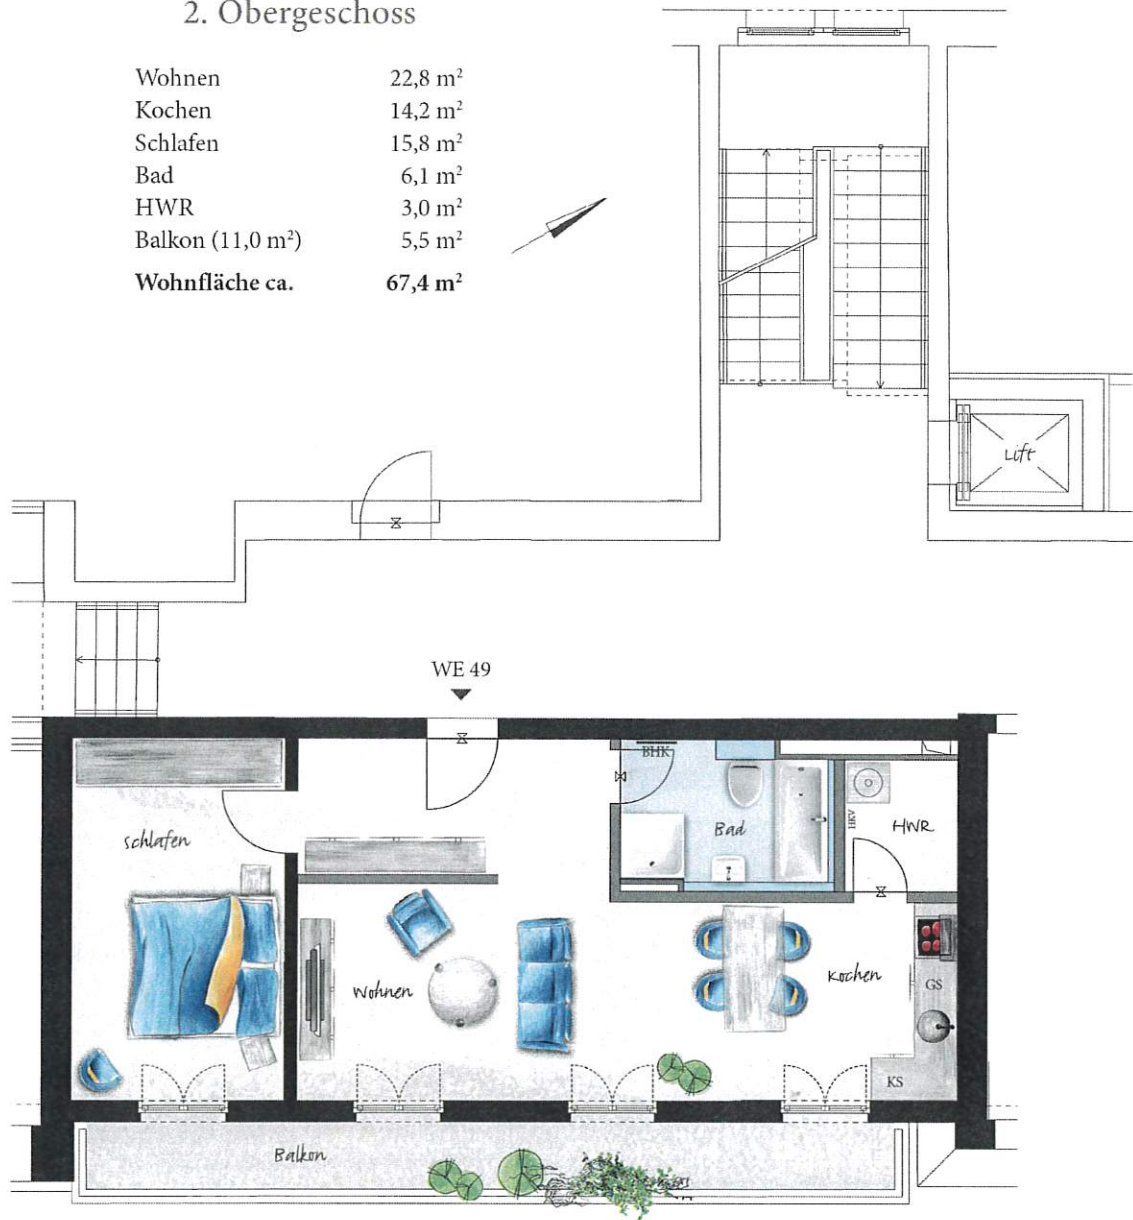 2. Obergeschoss
Wohnen 22,8 m²
Kochen 14,2 m²
Schlafen 15,8 m²
Bad 6,1 m²
HWR 3,0 m²
Balkon (11,0 m²) 5,5 m²
Wohnfläche ca. 67,4 m²
Lift
WE 49
BHK
schlafen
Bad
HKV
HWR
Wohnen
Kochen
GS
KS
Balkon